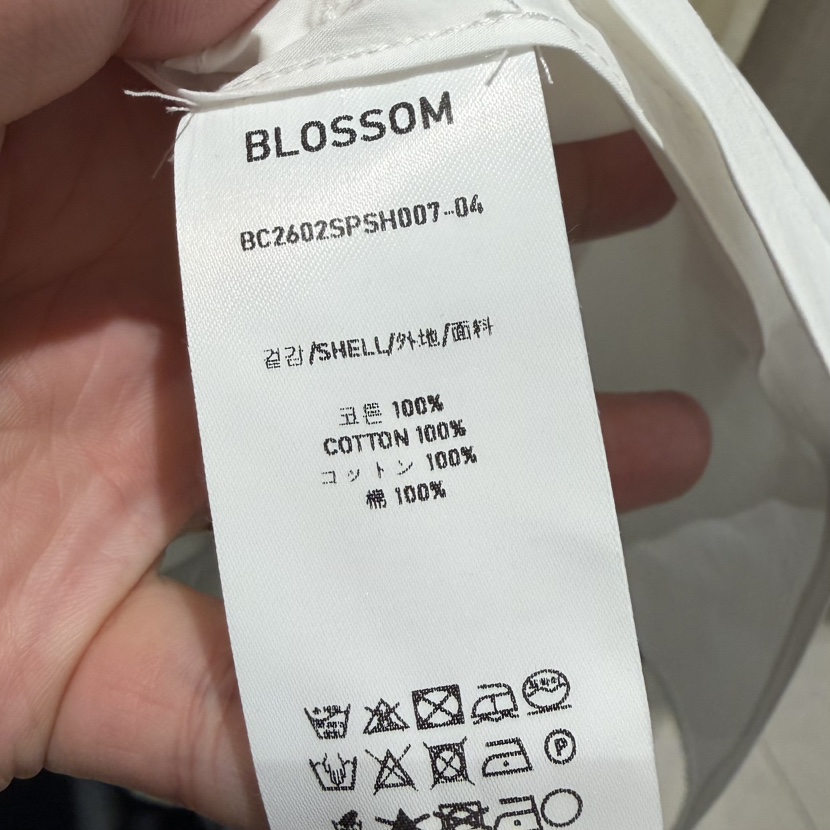 BLOSSOM
BC2602SPSH007-04
겉감/SHELL/外地/面料
코튼 100%
COTTON 100%
コットン 100%
棉 100%
P